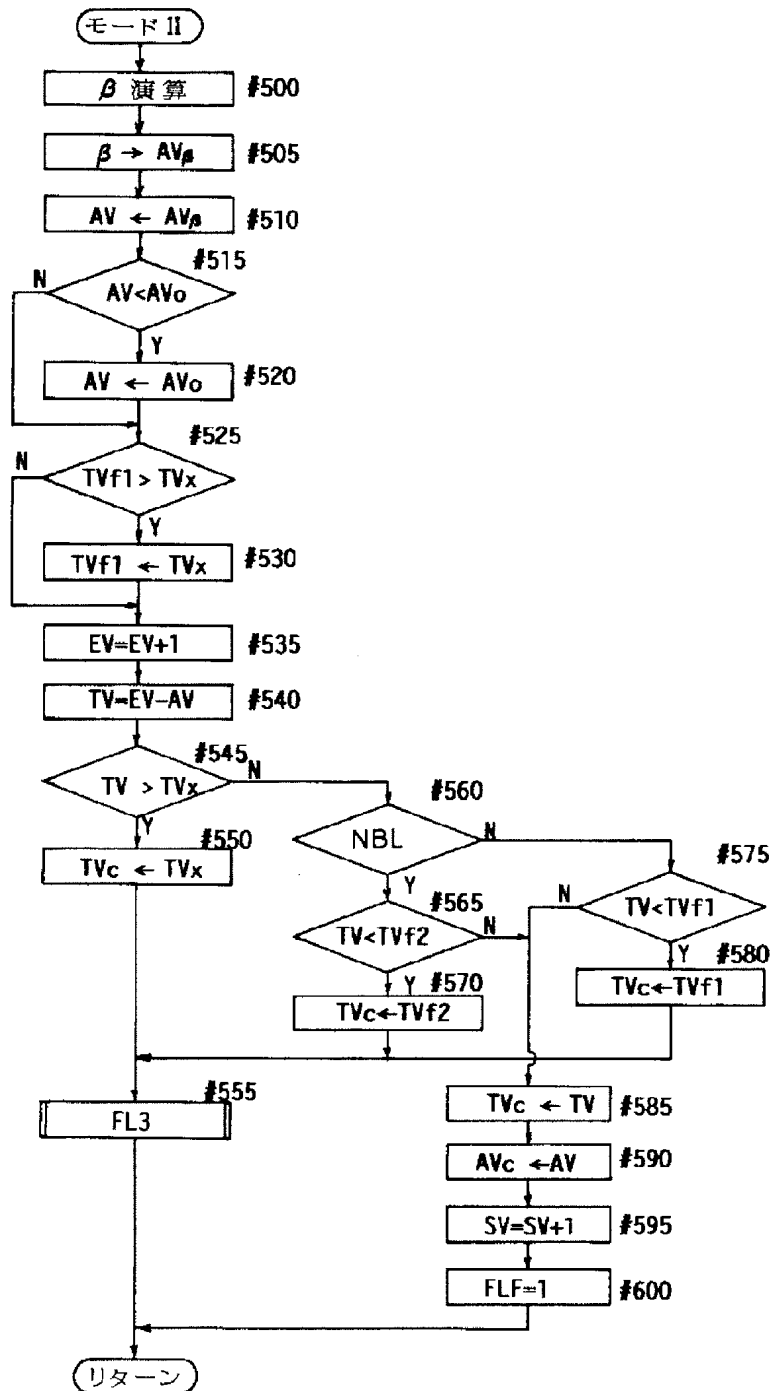 モード II
β 演算 #500
β → AVβ #505
AV ← AVβ #510
#515
N
AV<AVo
Y
AV ← AVo #520
#525
N
TVf1 > TVx
Y
TVf1 ← TVx #530
EV=EV+1 #535
TV=EV-AV #540
#545
TV > TVx
N
Y
#550
TVc ← TVx
#560
NBL
N
Y
#575
#565
TV<TVf2
N
N
TV<TVf1
Y
#570
TVc←TVf2
Y
#580
TVc←TVf1
#555
FL3
TVc ← TV #585
AVc ←AV #590
SV=SV+1 #595
FLF=1 #600
リターン